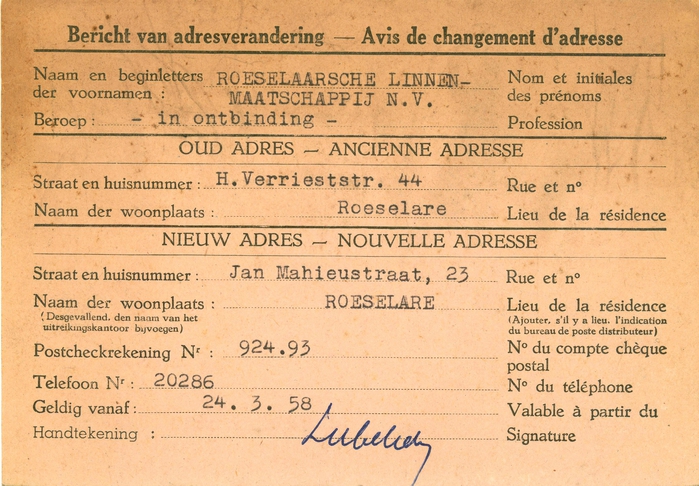 Bericht van adresverandering — Avis de changement d'adresse
Naam en beginletters ROESELAARSCHE LINNEN- Nom et initiales
der voornamen : MAATSCHAPPIJ N.V. des prénoms
Beroep : - in ontbinding - Profession
OUD ADRES — ANCIENNE ADRESSE
Straat en huisnummer : H.Verrieststr. 44 Rue et nº
Naam der woonplaats : Roeselare Lieu de la résidence
NIEUW ADRES — NOUVELLE ADRESSE
Straat en huisnummer : Jan Mahieustraat, 23 Rue et nº
Naam der woonplaats : ROESELARE Lieu de la résidence
(Desgevallend. den naam van het (Ajouter, s'il y a lieu. l'indication
uitreikingskantoor bijvoegen) du bureau de poste distributeur)
Postcheckrekening Nr : 924.93 Nº du compte chèque
postal
Telefoon Nr : 20286 Nº du téléphone
Geldig vanaf : 24. 3. 58 Valable à partir du
Handtekening : Signature